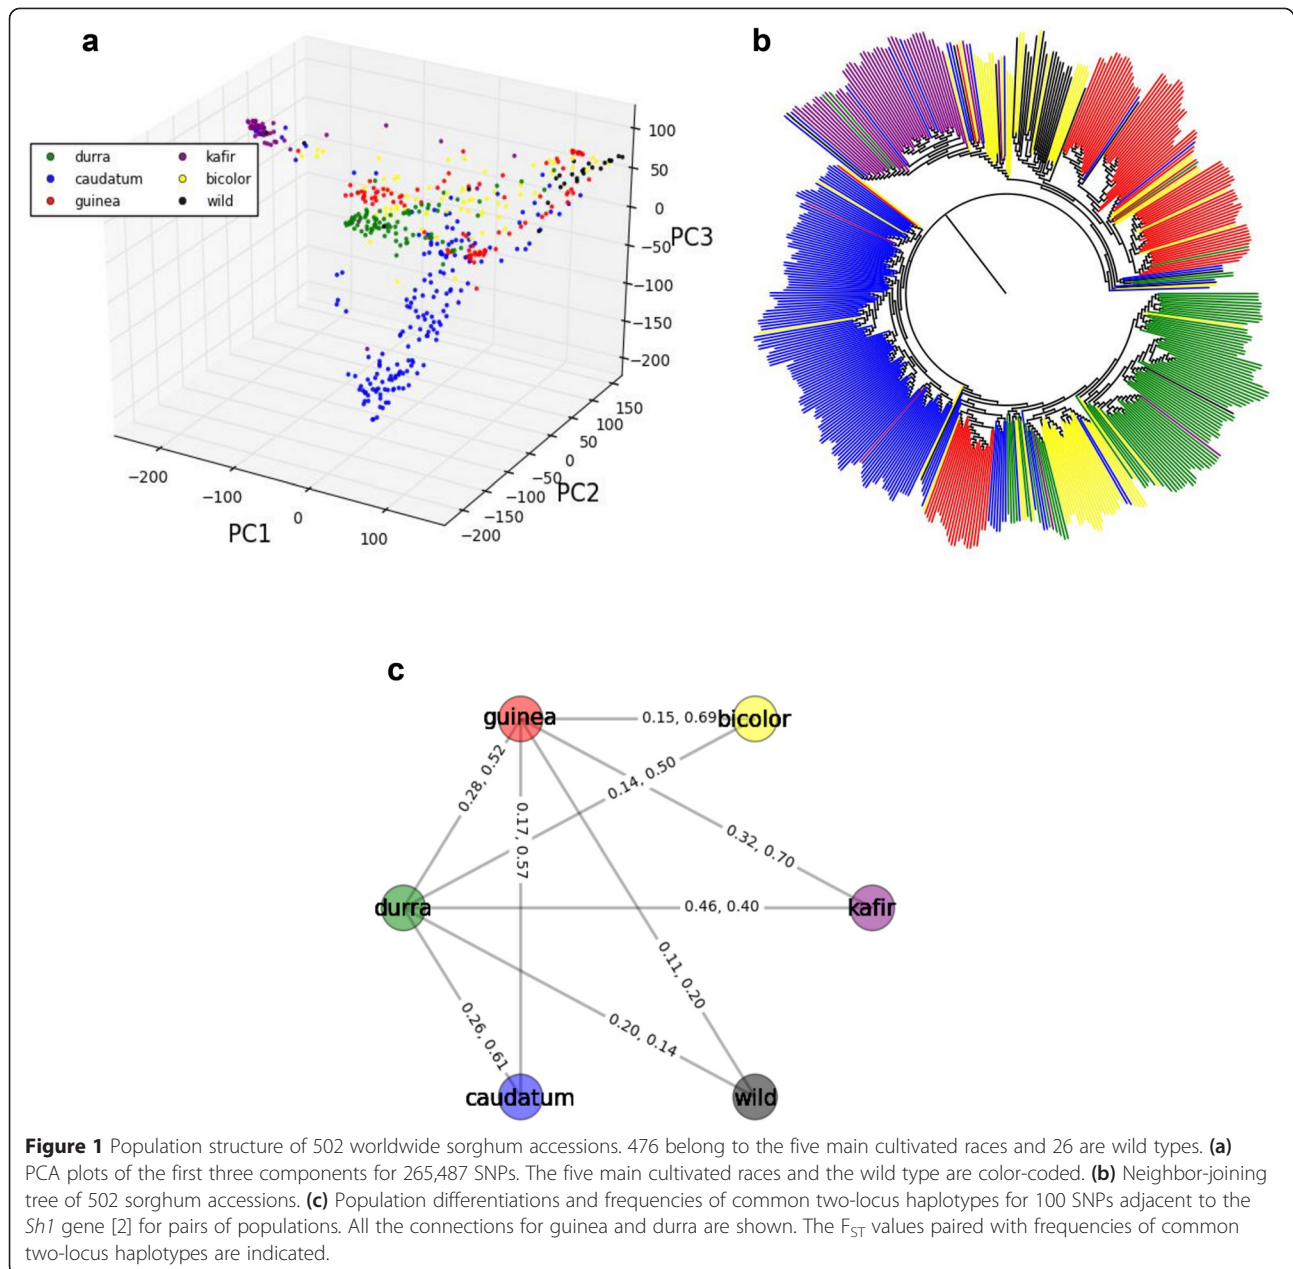 a
b
durra
caudatum
guinea
kafir
bicolor
wild
100
50
0
−50
−100
−150
−200
PC3
150
100
50
0
−50
−100
−150
−200
PC2
−200
−100
0
100
PC1
c
guinea
bicolor
durra
kafir
caudatum
wild
0.15, 0.69
0.28, 0.52
0.14, 0.50
0.17, 0.57
0.32, 0.70
0.46, 0.40
0.11, 0.20
0.26, 0.61
0.20, 0.14
Figure 1 Population structure of 502 worldwide sorghum accessions. 476 belong to the five main cultivated races and 26 are wild types. (a)
PCA plots of the first three components for 265,487 SNPs. The five main cultivated races and the wild type are color-coded. (b) Neighbor-joining
tree of 502 sorghum accessions. (c) Population differentiations and frequencies of common two-locus haplotypes for 100 SNPs adjacent to the
Sh1 gene [2] for pairs of populations. All the connections for guinea and durra are shown. The FST values paired with frequencies of common
two-locus haplotypes are indicated.